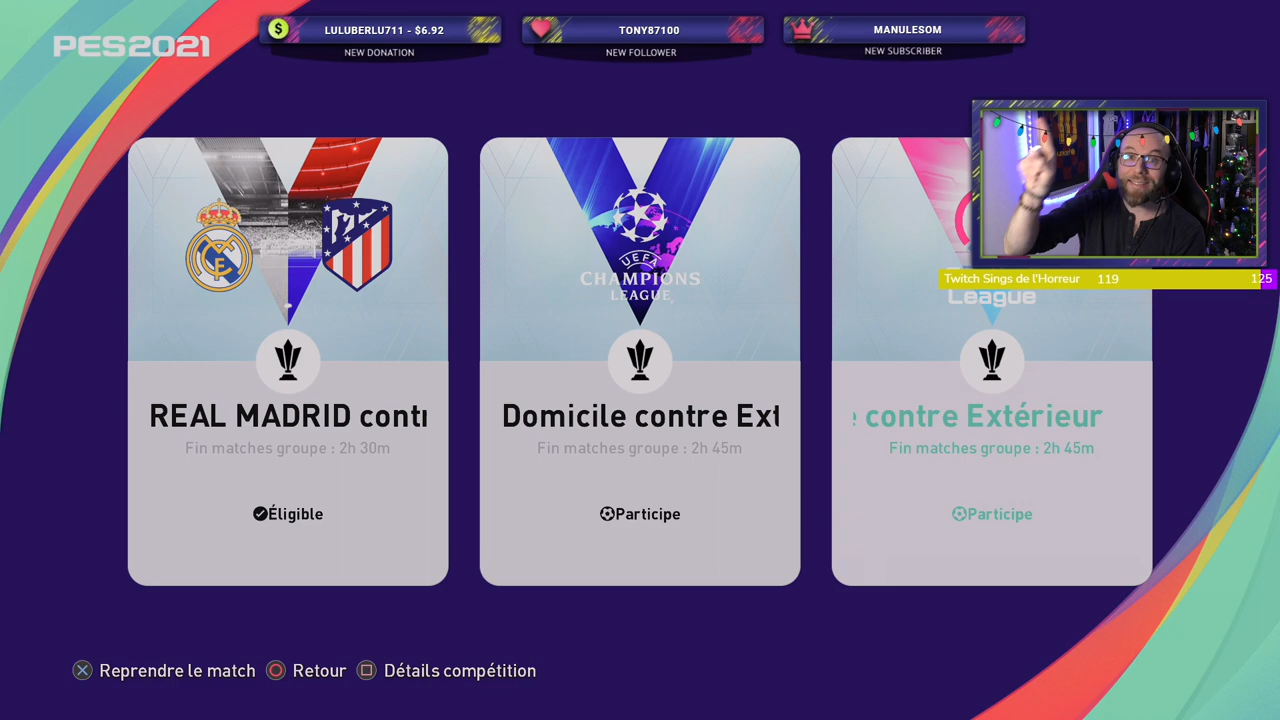 PES2021
LULUBERLU711 - $6.92
NEW DONATION
TONY87100
NEW FOLLOWER
MANULESOM
NEW SUBSCRIBER
UEFA
CHAMPIONS
LEAGUE
Twitch Sings de l'Horreur 119 125
League
REAL MADRID cont
Fin matches groupe : 2h 30m
Éligible
Domicile contre Ext
Fin matches groupe : 2h 45m
Participe
contre Extérieur
Fin matches groupe : 2h 45m
Participe
Reprendre le match
Retour
Détails compétition